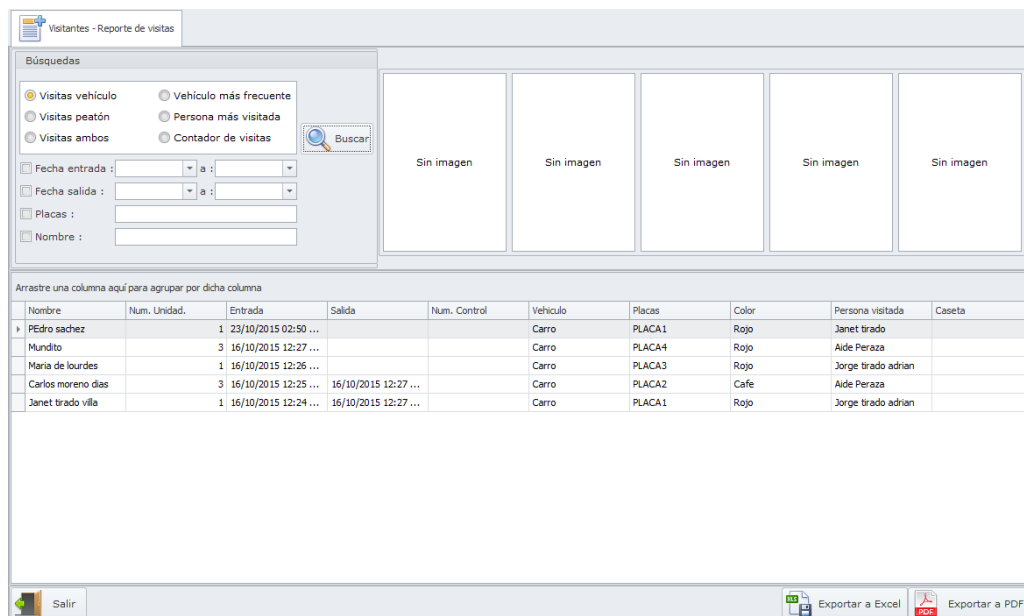 Visitantes - Reporte de visitas
Búsquedas
Visitas vehículo Vehículo más frecuente
Visitas peatón Persona más visitada
Visitas ambos Contador de visitas
Buscar
Fecha entrada : a :
Fecha salida : a :
Placas :
Nombre :
Sin imagen Sin imagen Sin imagen Sin imagen Sin imagen
Arrastre una columna aquí para agrupar por dicha columna
Nombre Num. Unidad. Entrada Salida Num. Control Vehiculo Placas Color Persona visitada Caseta
PEdro sachez 1 23/10/2015 02:50 ... Carro PLACA1 Rojo Janet tirado
Mundito 3 16/10/2015 12:27 ... Carro PLACA4 Rojo Aide Peraza
Maria de lourdes 1 16/10/2015 12:26 ... Carro PLACA3 Rojo Jorge tirado adrian
Carlos moreno dias 3 16/10/2015 12:25 ... 16/10/2015 12:27 ... Carro PLACA2 Cafe Aide Peraza
Janet tirado villa 1 16/10/2015 12:24 ... 16/10/2015 12:27 ... Carro PLACA1 Rojo Jorge tirado adrian
Salir XLS Exportar a Excel PDF Exportar a PDF